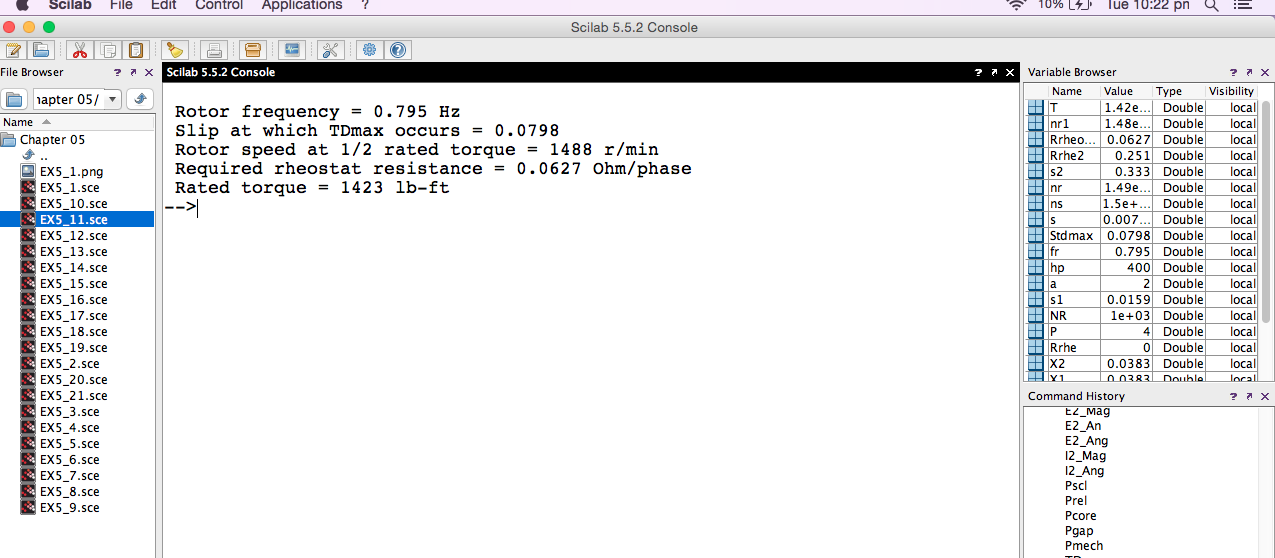 Scilab File Edit Control Applications ? 10% Tue 10:22 pm
Scilab 5.5.2 Console
File Browser ? ↗ ✕
Scilab 5.5.2 Console ? ↗ ✕
Variable Browser ? ↗ ✕
hapter 05/
Name
Chapter 05
..
EX5_1.png
EX5_1.sce
EX5_10.sce
EX5_11.sce
EX5_12.sce
EX5_13.sce
EX5_14.sce
EX5_15.sce
EX5_16.sce
EX5_17.sce
EX5_18.sce
EX5_19.sce
EX5_2.sce
EX5_20.sce
EX5_21.sce
EX5_3.sce
EX5_4.sce
EX5_5.sce
EX5_6.sce
EX5_7.sce
EX5_8.sce
EX5_9.sce
Rotor frequency = 0.795 Hz
Slip at which TDmax occurs = 0.0798
Rotor speed at 1/2 rated torque = 1488 r/min
Required rheostat resistance = 0.0627 Ohm/phase
Rated torque = 1423 lb-ft
-->
Name Value Type Visibility
T 1.42e... Double local
nr1 1.48e... Double local
Rrheo... 0.0627 Double local
Rrhe2 0.251 Double local
s2 0.333 Double local
nr 1.49e... Double local
ns 1.5e+... Double local
s 0.007... Double local
Stdmax 0.0798 Double local
fr 0.795 Double local
hp 400 Double local
a 2 Double local
s1 0.0159 Double local
NR 1e+03 Double local
P 4 Double local
Rrhe 0 Double local
X2 0.0383 Double local
X1 0.0383 Double local
Command History ? ↗ ✕
E2_Mag
E2_An
E2_Ang
I2_Mag
I2_Ang
Pscl
Prel
Pcore
Pgap
Pmech